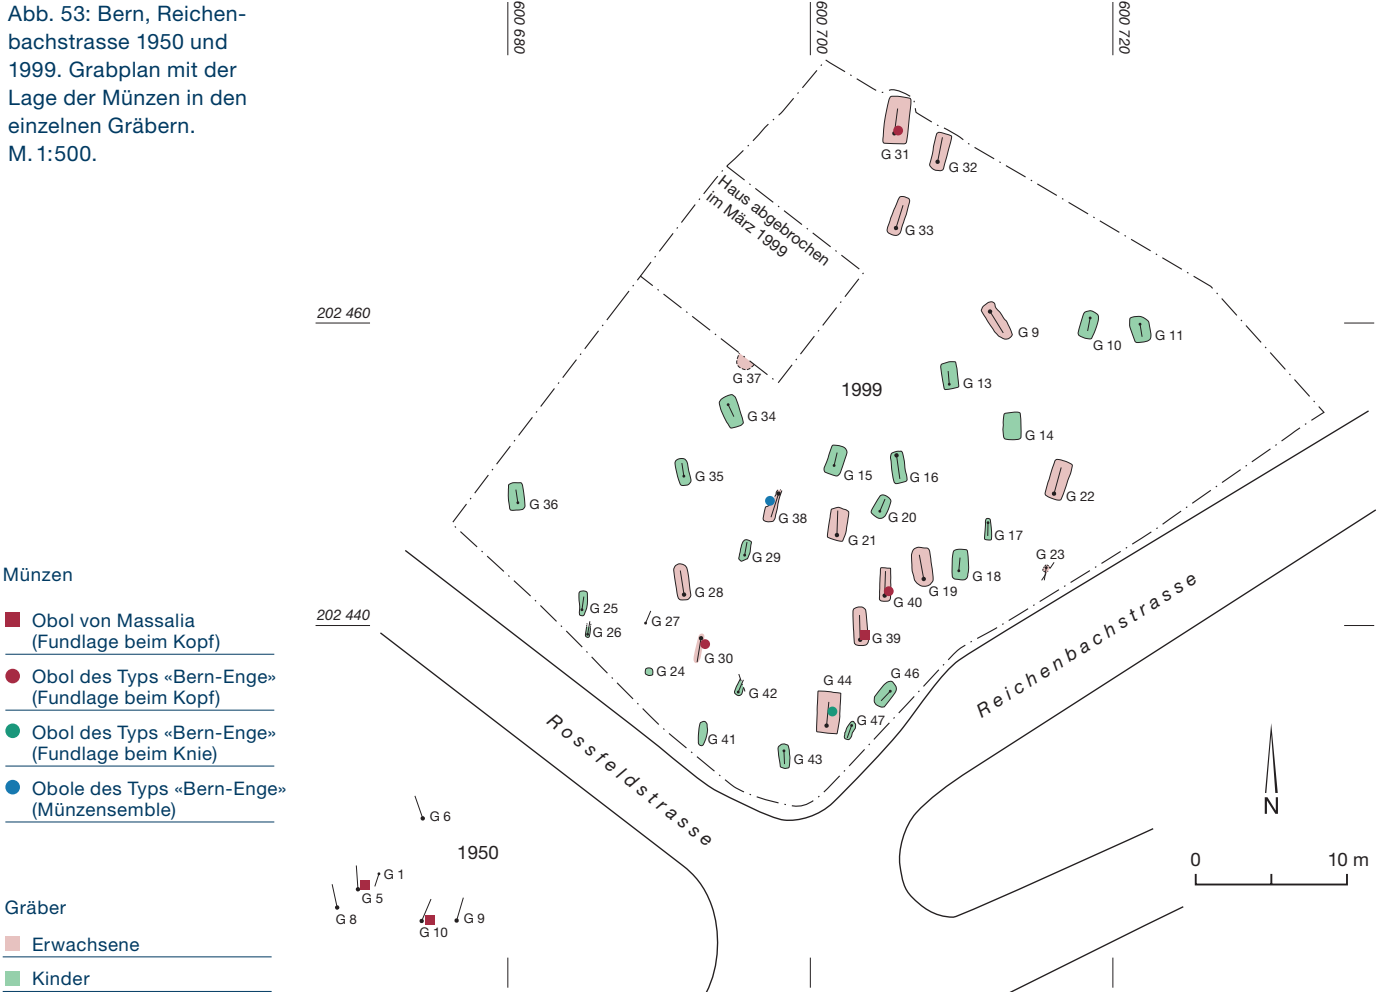 Abb. 53: Bern, Reichen-
bachstrasse 1950 und
1999. Grabplan mit der
Lage der Münzen in den
einzelnen Gräbern.
M. 1:500.
600 680
600 700
600 720
G 31
G 32
Haus abgebrochen
im März 1999
G 33
202 460
G 9
G 10
G 11
G 37
G 13
1999
G 34
G 14
G 15
G 16
G 35
G 36
G 22
G 38
G 20
G 21
G 17
G 29
G 23
G 18
G 19
G 28
G 40
G 25
202 440
G 27
G 26
G 39
G 30
G 24
G 46
G 44
G 42
G 47
G 41
G 43
Reichenbachstrasse
Rossfeldstrasse
Münzen
Obol von Massalia
(Fundlage beim Kopf)
Obol des Typs «Bern-Enge»
(Fundlage beim Kopf)
Obol des Typs «Bern-Enge»
(Fundlage beim Knie)
Obole des Typs «Bern-Enge»
(Münzensemble)
G 6
1950
G 1
G 5
G 8
G 10
G 9
N
0
10 m
Gräber
Erwachsene
Kinder